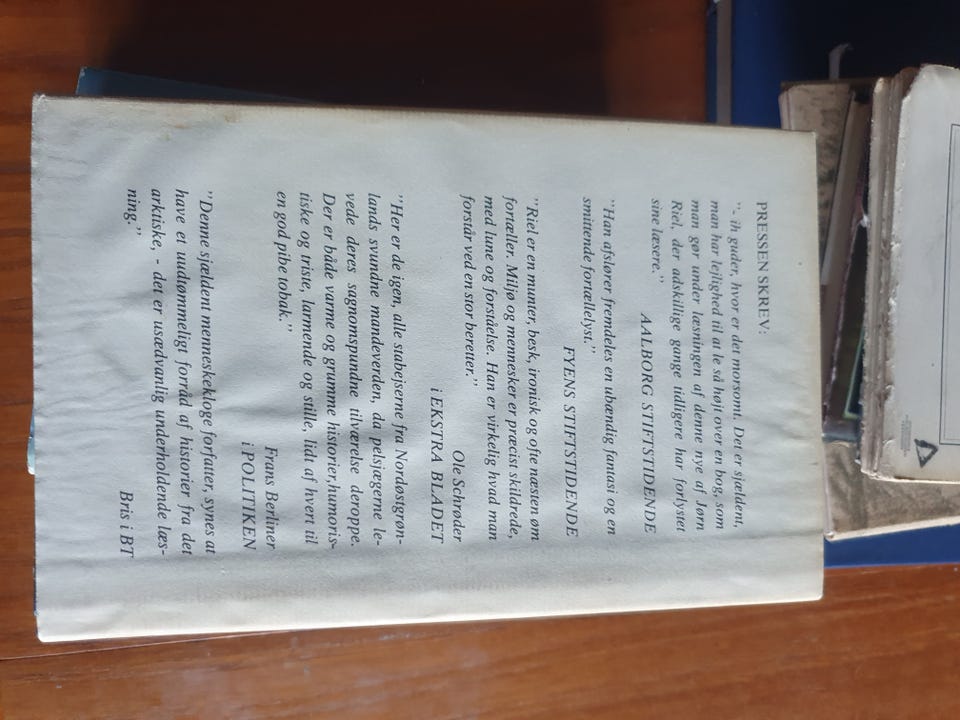 PRESSEN SKREV:
"- ih guder, hvor er det morsomt. Det er sjældent,
man har lejlighed til at le så højt over en bog, som
man gør under læsningen af denne nye af Jørn
Riel, der adskillige gange tidligere har forlystet
sine læsere."
AALBORG STIFTSTIDENDE
"Han afslører fremdeles en ubændig fantasi og en
smittende fortællelyst."
FYENS STIFTSTIDENDE
"Riel er en munter, besk, ironisk og ofte næsten øm
fortæller. Miljø og mennesker er præcist skildrede,
med lune og forståelse. Han er virkelig hvad man
forstår ved en stor beretter."
Ole Schrøder
i EKSTRA BLADET
"Her er de igen, alle stabejserne fra Nordøstgrøn-
lands svundne mandeverden, da pelsjægerne le-
vede deres sagnomspundne tilværelse deroppe.
Der er både varme og grumme historier,humoris-
tiske og triste, larmende og stille, lidt af hvert til
en god pibe tobak."
Frans Berliner
i POLITIKEN
"Denne sjældent menneskekloge forfatter, synes at
have et uudtømmeligt forråd af historier fra det
arktiske, - det er usædvanlig underholdende læs-
ning."
Bris i BT